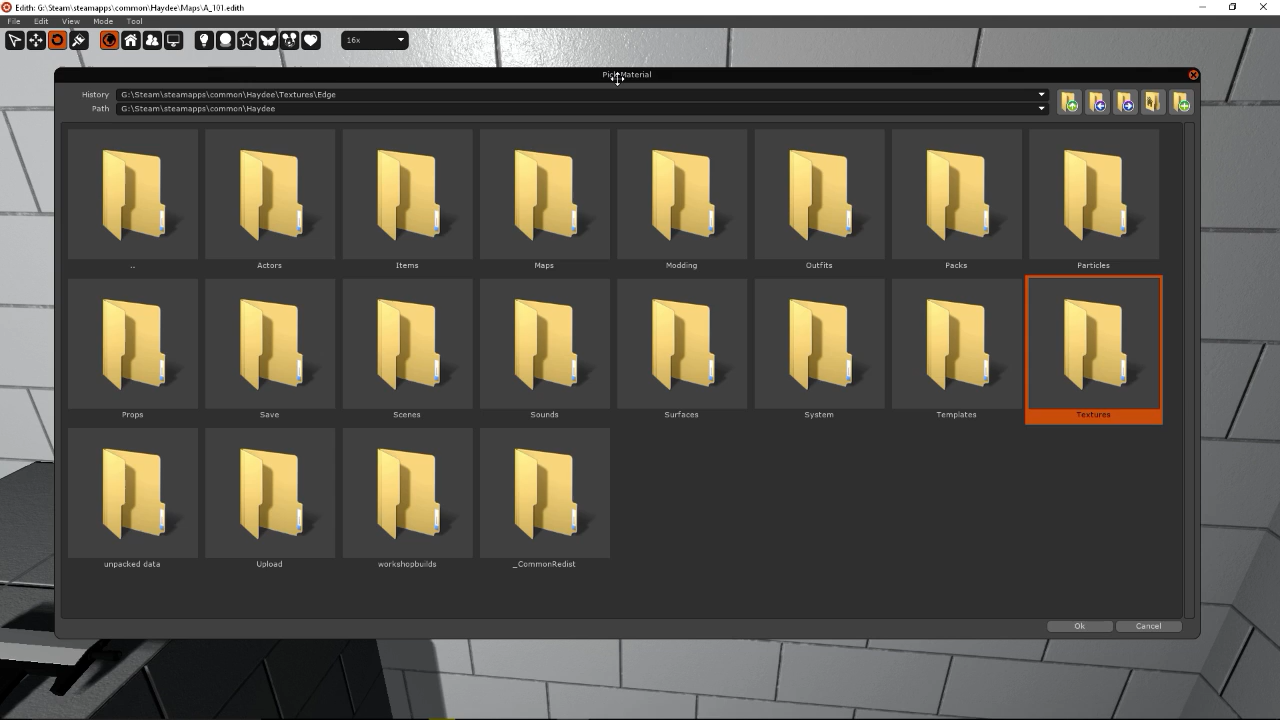 Edith: G:\Steam\steamapps\common\Haydee\Maps\A_101.edith
File Edit View Mode Tool
16x
Pick Material
History G:\Steam\steamapps\common\Haydee\Textures\Edge
Path G:\Steam\steamapps\common\Haydee
.. Actors Items Maps Modding Outfits Packs Particles
Props Save Scenes Sounds Surfaces System Templates Textures
unpacked data Upload workshopbuilds _CommonRedist
Ok Cancel